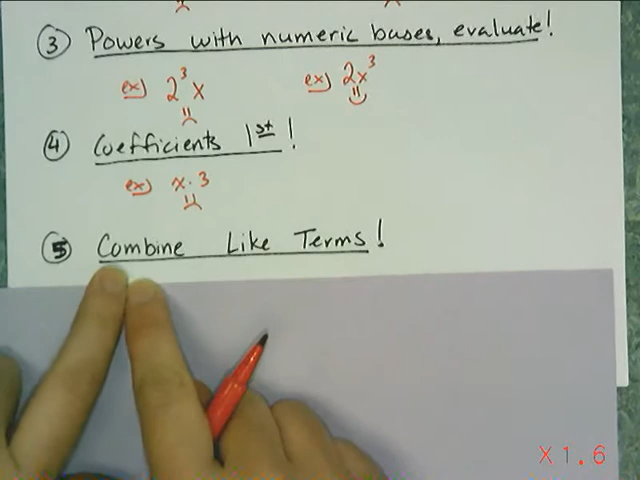 ③ Powers with numeric bases, evaluate!
ex) 2³x ex) 2x³
④ Coefficients 1st!
ex) x · 3
⑤ Combine Like Terms!
X1.6